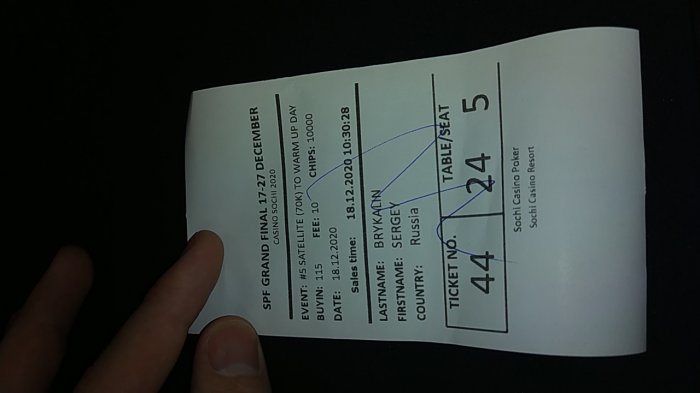 SPF GRAND FINAL 17-27 DECEMBER
CASINO SOCHI 2020
EVENT: #5 SATELLITE (70K) TO WARM UP DAY
BUYIN: 115 FEE: 10 CHIPS: 10000
DATE: 18.12.2020
Sales time: 18.12.2020 10:30:28
LASTNAME: BRYKALIN
FIRSTNAME: SERGEY
COUNTRY: Russia
TICKET NO. TABLE/SEAT
44 24 5
Sochi Casino Poker
Sochi Casino Resort